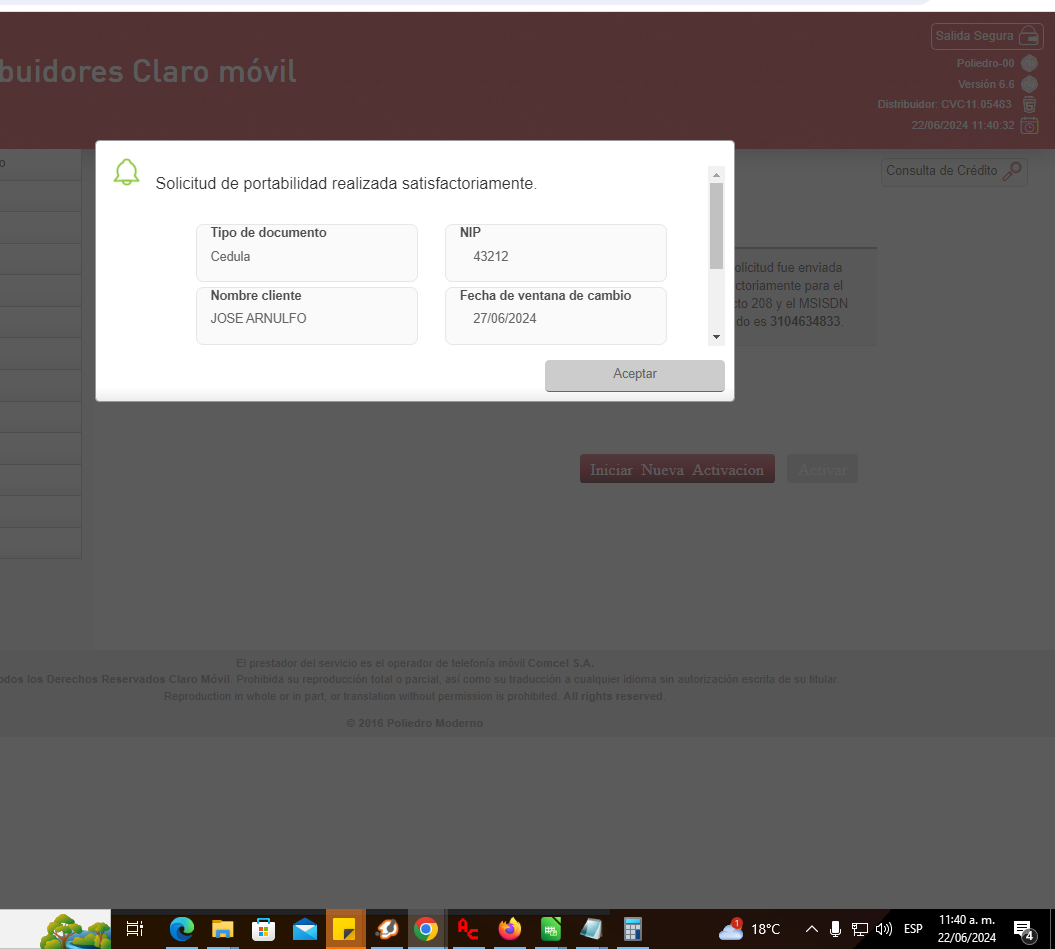 Salida Segura
buidores Claro móvil
Poliedro-00
Versión 6.6
Distribuidor: CVC11.05483
22/06/2024 11:40:32
o
Consulta de Crédito
Solicitud de portabilidad realizada satisfactoriamente.
Tipo de documento
Cedula
NIP
43212
Nombre cliente
JOSE ARNULFO
Fecha de ventana de cambio
27/06/2024
Aceptar
olicitud fue enviada
ctoriamente para el
cto 208 y el MSISDN
do es 3104634833.
Iniciar Nueva Activacion
Activar
El prestador del servicio es el operador de telefonía móvil Comcel S.A.
odos los Derechos Reservados Claro Móvil. Prohibida su reproducción total o parcial, así como su traducción a cualquier idioma sin autorización escrita de su titular.
Reproduction in whole or in part, or translation without permission is prohibited. All rights reserved.
© 2016 Poliedro Moderno
1
18°C
ESP
11:40 a. m.
22/06/2024
4